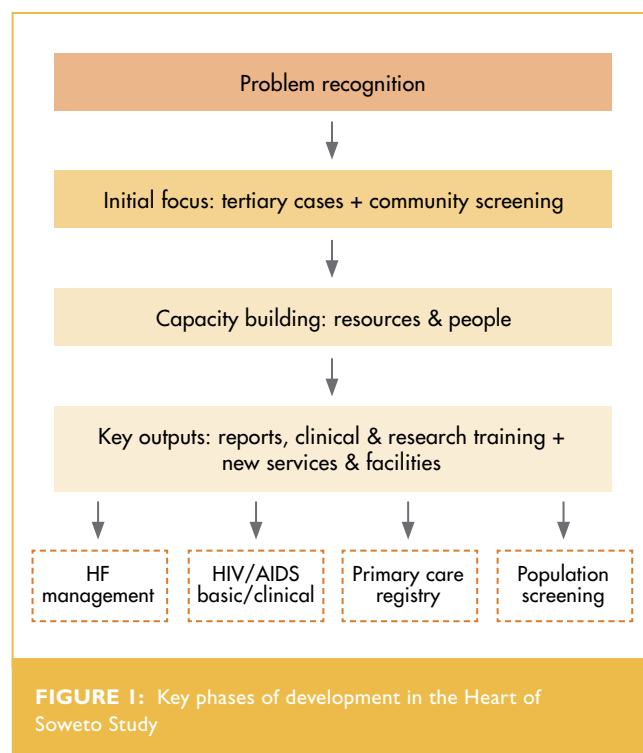 Problem recognition
Initial focus: tertiary cases + community screening
Capacity building: resources & people
Key outputs: reports, clinical & research training +
new services & facilities
HF
management
HIV/AIDS
basic/clinical
Primary care
registry
Population
screening
FIGURE 1: Key phases of development in the Heart of
Soweto Study